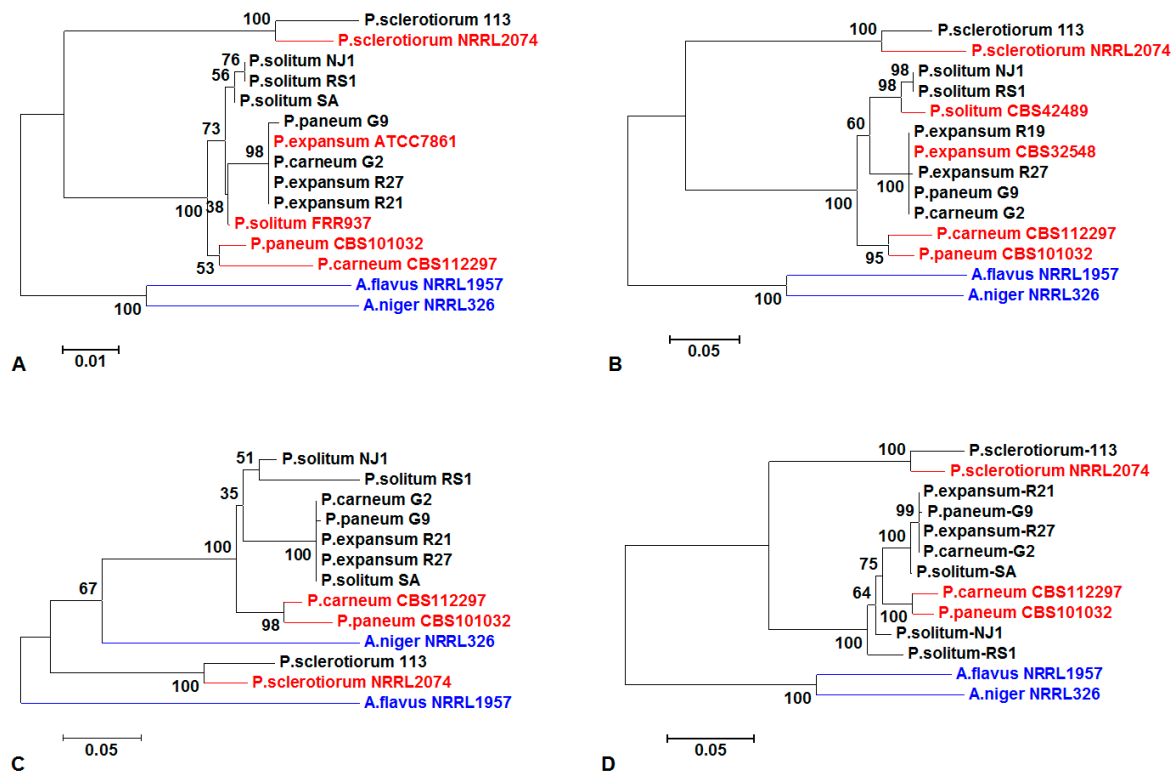 100
P.sclerotiorum 113
P.sclerotiorum NRRL2074
76
P.solitum NJ1
56
P.solitum RS1
P.solitum SA
P.paneum G9
73
P.expansum ATCC7861
98
P.carneum G2
P.expansum R27
P.expansum R21
100
38
P.solitum FRR937
P.paneum CBS101032
53
P.carneum CBS112297
A.flavus NRRL1957
100
A.niger NRRL326
0.01
A
100
P.sclerotiorum 113
P.sclerotiorum NRRL2074
98
P.solitum NJ1
98
P.solitum RS1
P.solitum CBS42489
60
P.expansum R19
P.expansum CBS32548
P.expansum R27
100
P.paneum G9
100
P.carneum G2
P.carneum CBS112297
95
P.paneum CBS101032
A.flavus NRRL1957
100
A.niger NRRL326
0.05
B
51
P.solitum NJ1
P.solitum RS1
35
P.carneum G2
P.paneum G9
100
P.expansum R21
100
P.expansum R27
P.solitum SA
67
P.carneum CBS112297
98
P.paneum CBS101032
A.niger NRRL326
P.sclerotiorum 113
100
P.sclerotiorum NRRL2074
A.flavus NRRL1957
0.05
C
100
P.sclerotiorum-113
P.sclerotiorum NRRL2074
P.expansum-R21
99
P.paneum-G9
100
P.expansum-R27
P.carneum-G2
75
P.solitum-SA
64
P.carneum CBS112297
100
P.paneum CBS101032
100
P.solitum-NJ1
P.solitum-RS1
A.flavus NRRL1957
100
A.niger NRRL326
0.05
D